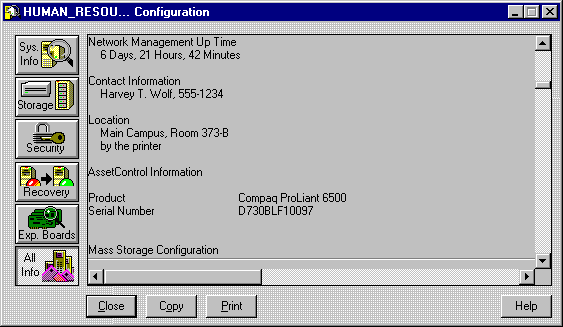 HUMAN_RESOU... Configuration
Sys. Info
Storage
Security
Recovery
Exp. Boards
All Info
Network Management Up Time
6 Days, 21 Hours, 42 Minutes
Contact Information
Harvey T. Wolf, 555-1234
Location
Main Campus, Room 373-B
by the printer
AssetControl Information
Product Compaq ProLiant 6500
Serial Number D730BLF10097
Mass Storage Configuration
Close Copy Print Help